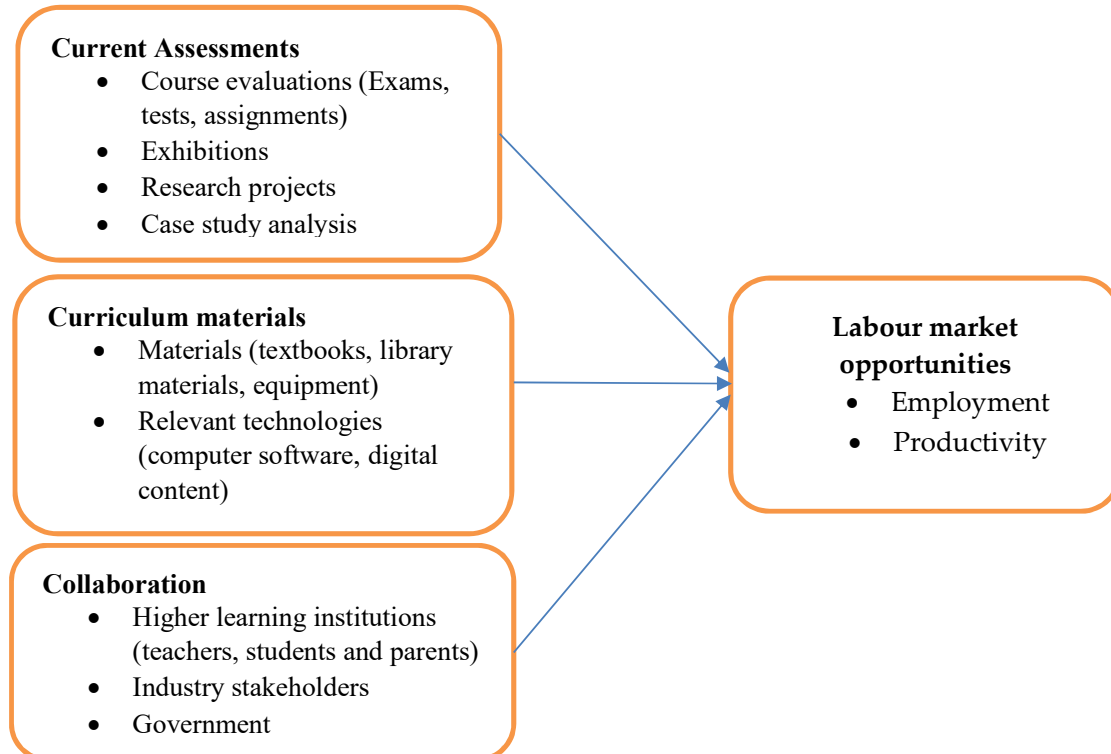 Current Assessments
• Course evaluations (Exams,
tests, assignments)
• Exhibitions
• Research projects
• Case study analysis
Curriculum materials
• Materials (textbooks, library
materials, equipment)
• Relevant technologies
(computer software, digital
content)
Collaboration
• Higher learning institutions
(teachers, students and parents)
• Industry stakeholders
• Government
Labour market
opportunities
• Employment
• Productivity